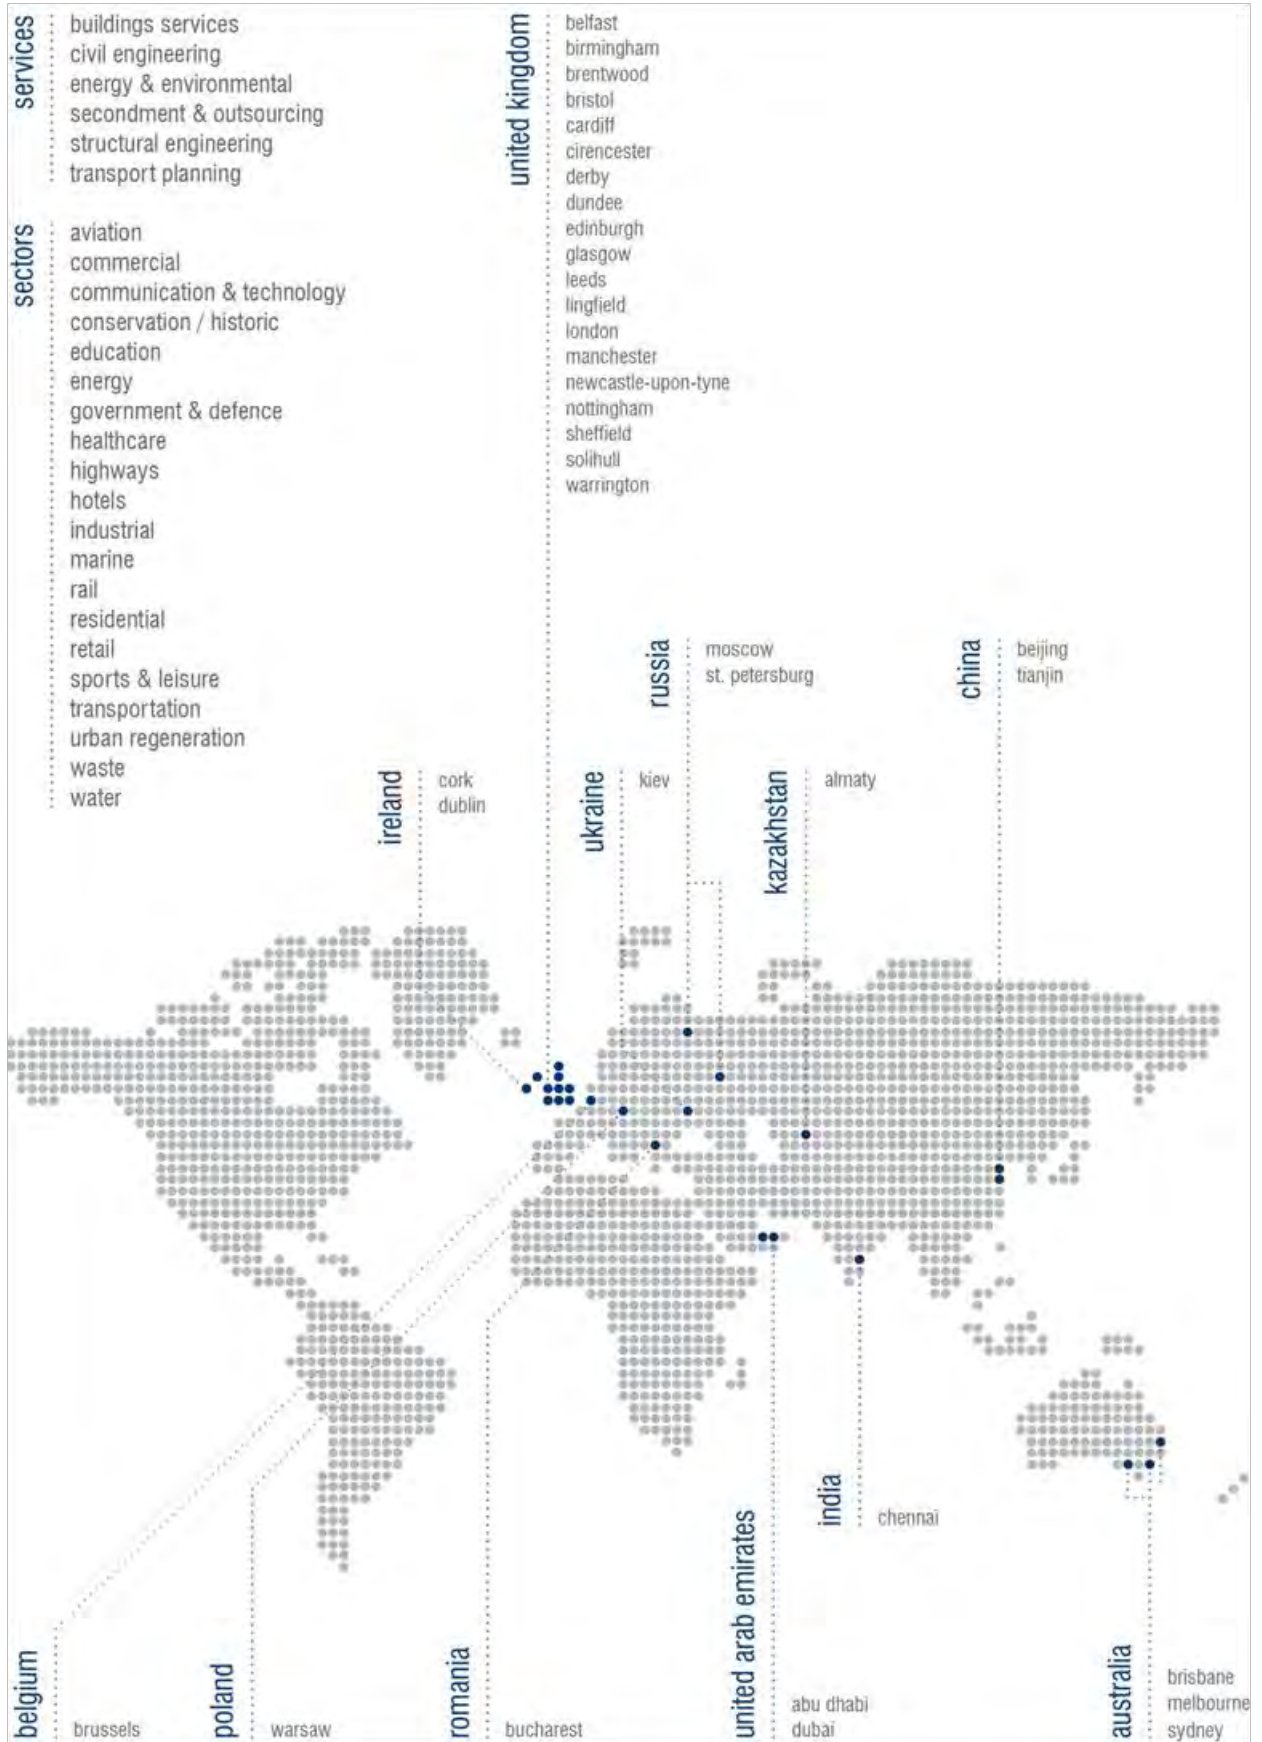 services
buildings services
civil engineering
energy & environmental
secondment & outsourcing
structural engineering
transport planning
sectors
aviation
commercial
communication & technology
conservation / historic
education
energy
government & defence
healthcare
highways
hotels
industrial
marine
rail
residential
retail
sports & leisure
transportation
urban regeneration
waste
water
united kingdom
belfast
birmingham
brentwood
bristol
cardiff
cirencester
derby
dundee
edinburgh
glasgow
leeds
lingfield
london
manchester
newcastle-upon-tyne
nottingham
sheffield
solihull
warrington
russia
moscow
st. petersburg
china
beijing
tianjin
ireland
cork
dublin
ukraine
kiev
kazakhstan
almaty
belgium
brussels
poland
warsaw
romania
bucharest
united arab emirates
abu dhabi
dubai
india
chennai
australia
brisbane
melbourne
sydney